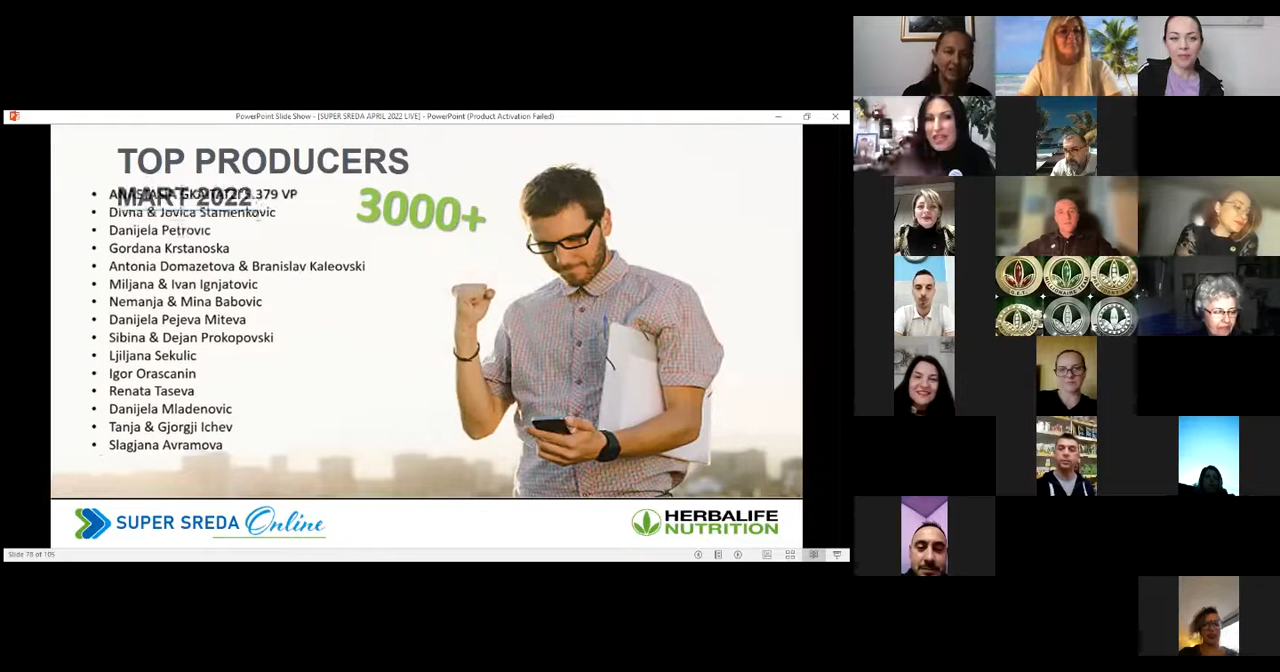 PowerPoint Slide Show - [SUPER SREDA APRIL 2022 LIVE] - PowerPoint (Product Activation Failed)
TOP PRODUCERS
MART 2022
3000+
379 VP
• Divna & Jovica Stamenkovic
• Danijela Petrovic
• Gordana Krstanoska
• Antonia Domazetova & Branislav Kaleovski
• Miljana & Ivan Ignjatovic
• Nemanja & Mina Babovic
• Danijela Pejeva Miteva
• Sibina & Dejan Prokopovski
• Ljiljana Sekulic
• Igor Orascanin
• Renata Taseva
• Danijela Mladenovic
• Tanja & Gjorgji Ichev
• Slagjana Avramova
SUPER SREDA Online
HERBALIFE
NUTRITION
Slide 78 of 105